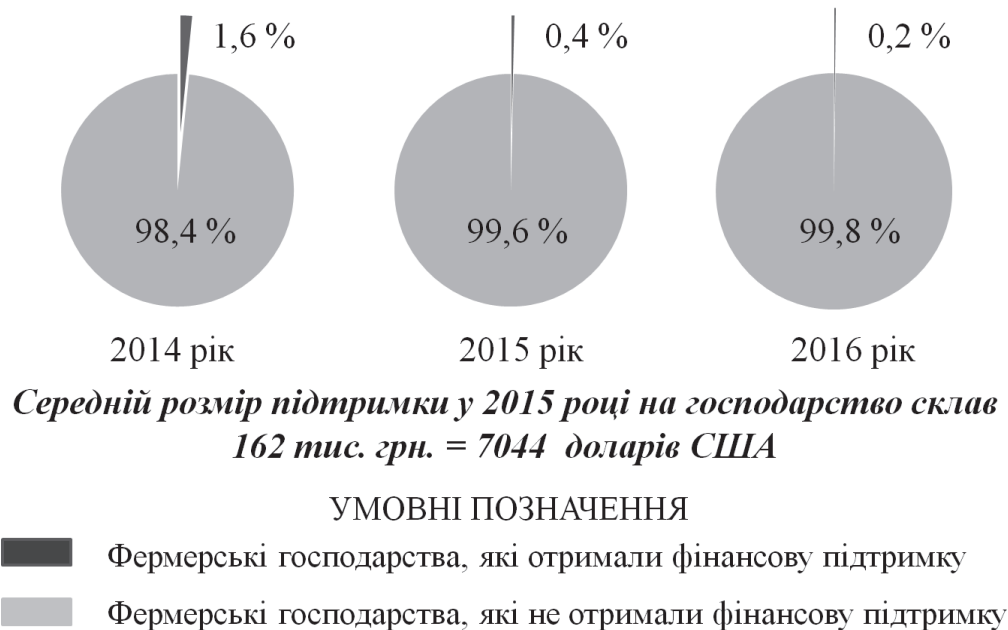 1,6 % 0,4 % 0,2 %
98,4 % 99,6 % 99,8 %
2014 рік 2015 рік 2016 рік
Середній розмір підтримки у 2015 році на господарство склав
162 тис. грн. = 7044 доларів США
УМОВНІ ПОЗНАЧЕННЯ
Фермерські господарства, які отримали фінансову підтримку
Фермерські господарства, які не отримали фінансову підтримку